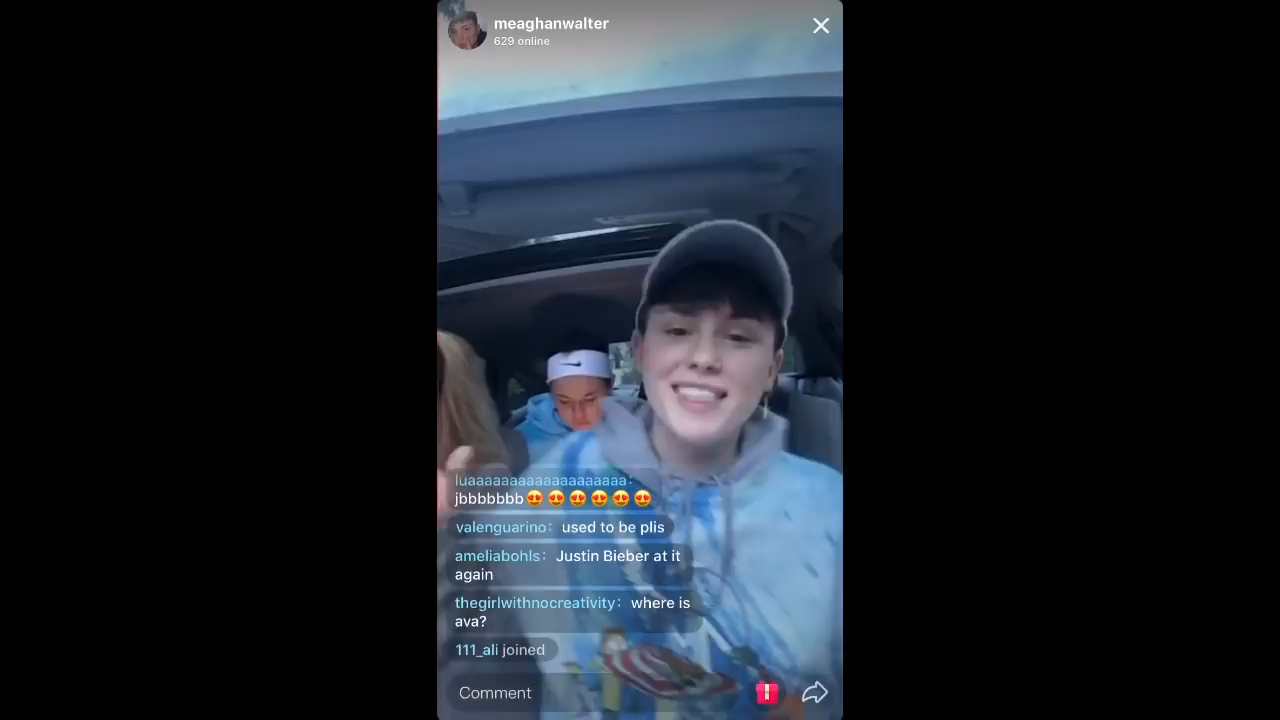 meaghanwalter
629 online
luaaaaaaaaaaaaaaaaaaa:
jbbbbbbb😍😍😍😍😍😍
valenguarino: used to be plis
ameliabohls: Justin Bieber at it
again
thegirlwithnocreativity: where is
ava?
111_ali joined
Comment